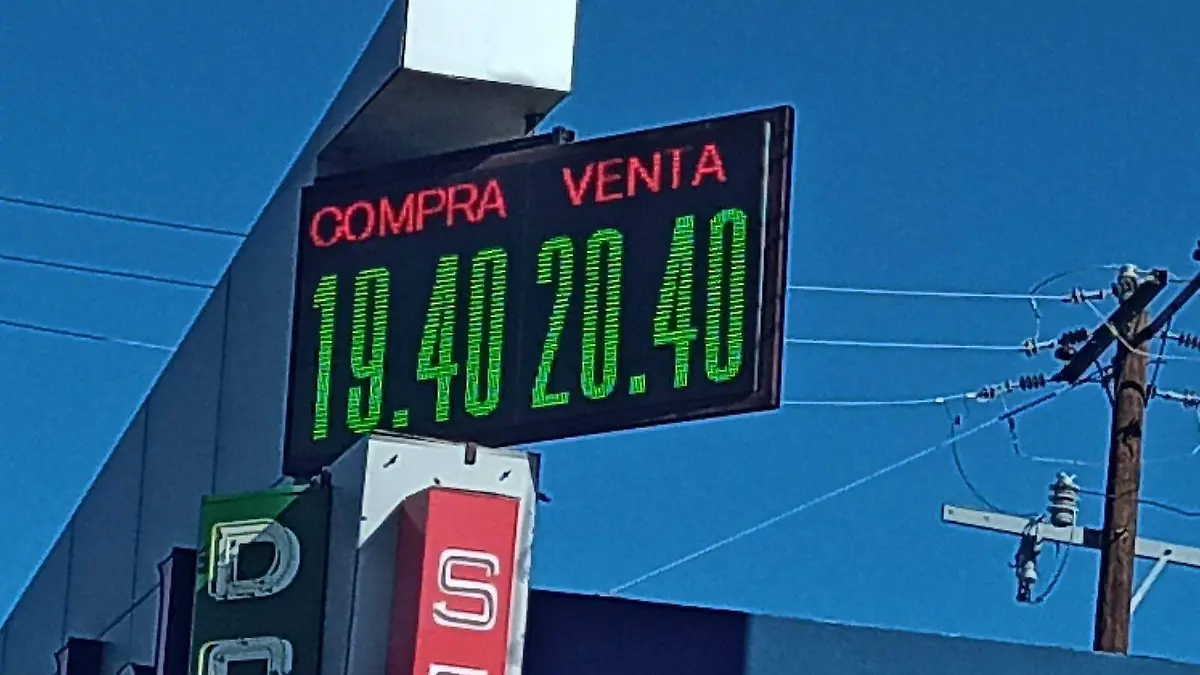 COMPRA VENTA
19.40 20.40
D
S